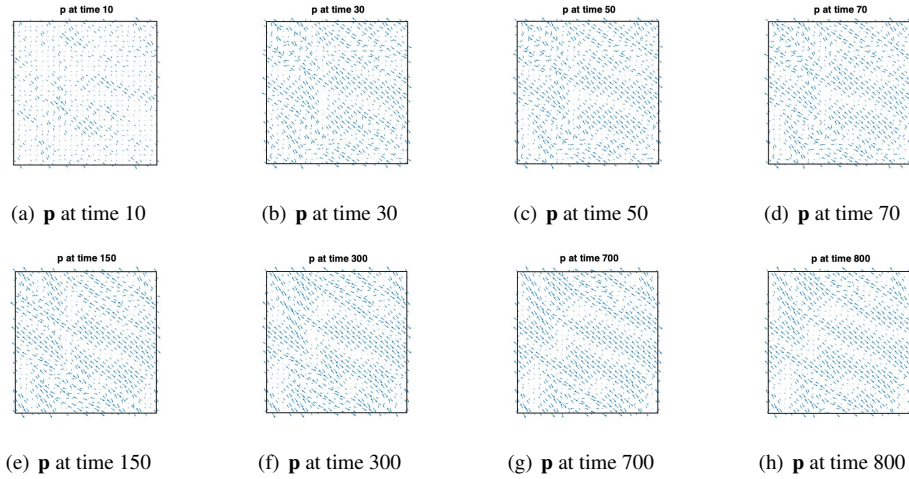 p at time 10
p at time 30
p at time 50
p at time 70
(a) p at time 10
(b) p at time 30
(c) p at time 50
(d) p at time 70
p at time 150
p at time 300
p at time 700
p at time 800
(e) p at time 150
(f) p at time 300
(g) p at time 700
(h) p at time 800